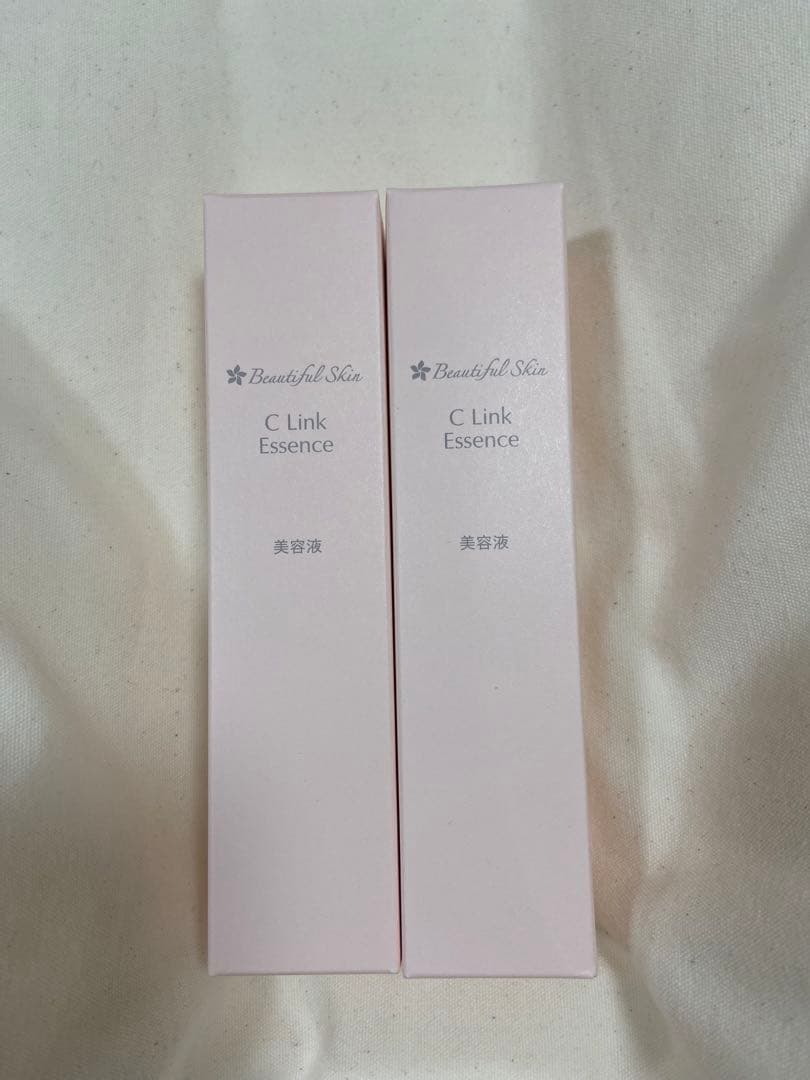 Beautiful Skin
C Link
Essence
美容液
Beautiful Skin
C Link
Essence
美容液